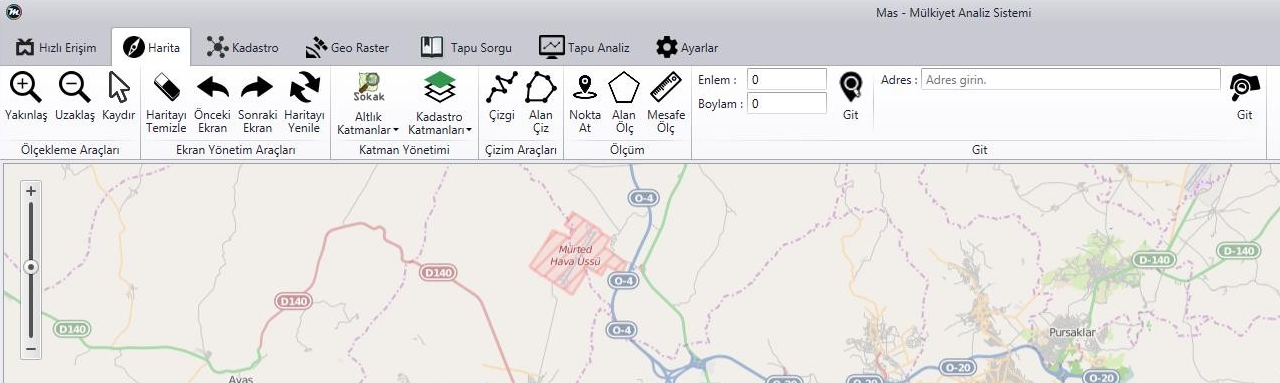 Mas - Mülkiyet Analiz Sistemi
Hızlı Erişim
Harita
Kadastro
Geo Raster
Tapu Sorgu
Tapu Analiz
Ayarlar
Yakınlaş
Uzaklaş
Kaydır
Ölçekleme Araçları
Haritayı
Temizle
Önceki
Ekran
Sonraki
Ekran
Haritayı
Yenile
Ekran Yönetim Araçları
Sokak
Altlık
Katmanlar
Kadastro
Katmanları
Katman Yönetimi
Çizgi
Alan
Çiz
Çizim Araçları
Nokta
At
Alan
Ölç
Mesafe
Ölç
Ölçüm
Enlem : 0
Boylam : 0
Git
Adres : Adres girin.
Git
Git
O-4
Mürted
Hava Üssü
D140
O-4
D-140
D-140
D140
D140
O-4
Pursaklar
O-20
O-20
O-20
Ayaş